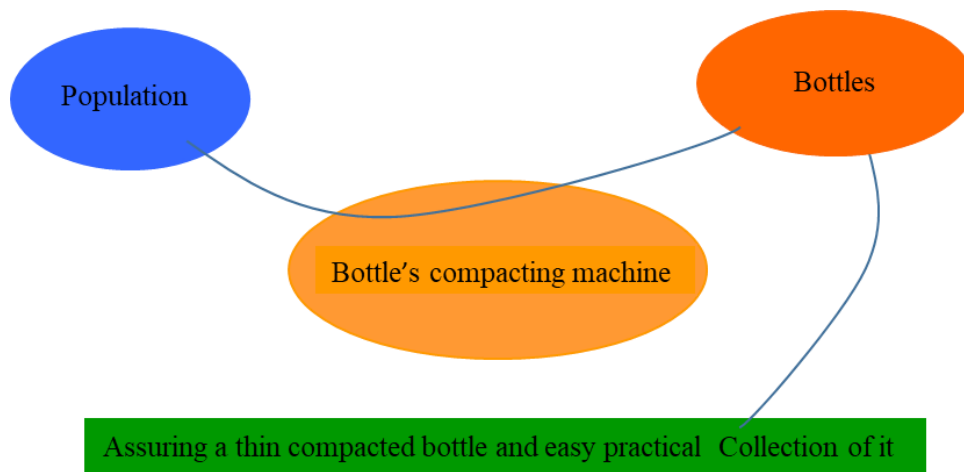 Population
Bottles
Bottle’s compacting machine
Assuring a thin compacted bottle and easy practical Collection of it